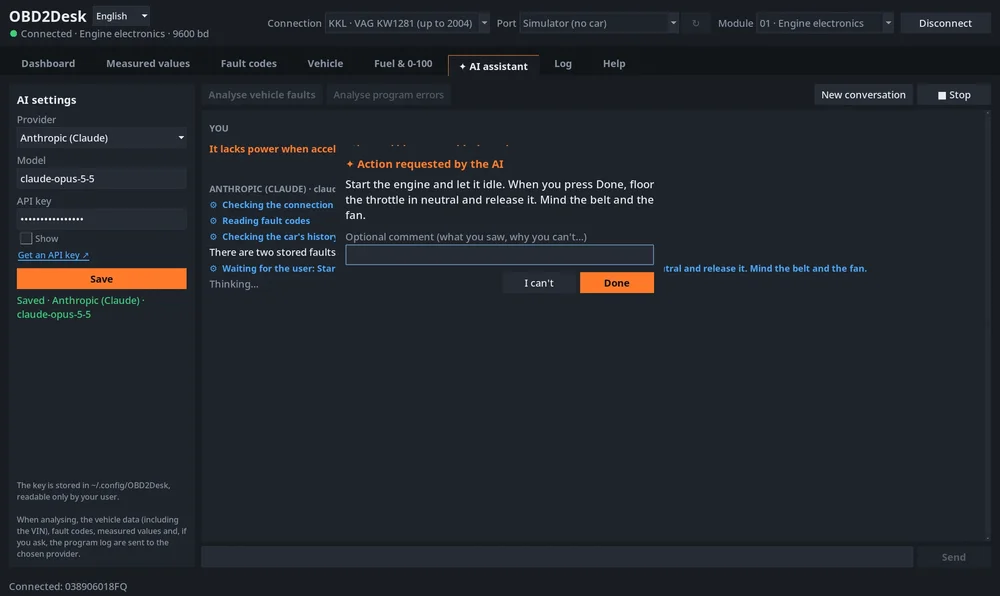 OBD2Desk English
Connected · Engine electronics · 9600 bd
Connection KKL · VAG KW1281 (up to 2004) Port Simulator (no car) ↻ Module 01 · Engine electronics Disconnect
Dashboard Measured values Fault codes Vehicle Fuel & 0-100 ✦ AI assistant Log Help
AI settings
Provider
Anthropic (Claude)
Model
claude-opus-5-5
API key
••••••••••••••••
Show
Get an API key ↗
Save
Saved · Anthropic (Claude) ·
claude-opus-5-5
The key is stored in ~/.config/OBD2Desk,
readable only by your user.
When analysing, the vehicle data (including
the VIN), fault codes, measured values and, if
you ask, the program log are sent to the
chosen provider.
Analyse vehicle faults Analyse program errors New conversation Stop
YOU
It lacks power when accel
ANTHROPIC (CLAUDE) · clauc
⚙ Checking the connection
⚙ Reading fault codes
⚙ Checking the car's history
There are two stored faults
⚙ Waiting for the user: Star
tral and release it. Mind the belt and the fan.
Thinking...
✦ Action requested by the AI
Start the engine and let it idle. When you press Done, floor
the throttle in neutral and release it. Mind the belt and the
fan.
Optional comment (what you saw, why you can't...)
I can't Done
Send
Connected: 038906018FQ